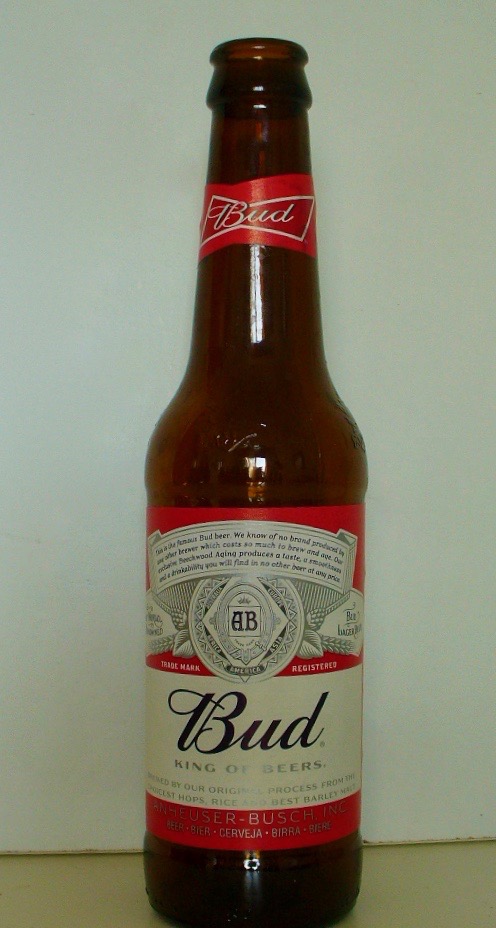 Bud
This is the famous Bud beer. We know of no brand produced by
any other brewer which costs so much to brew and age. Our
exclusive Beechwood Aging produces a taste, a smoothness
and a drinkability you will find in no other beer at any price.
AB
AMERICA
TRADE MARK REGISTERED
Bud
KING OF BEERS.
BY OUR ORIGINAL PROCESS FROM THE
HOPS, RICE AND BEST BARLEY MALT
ANHEUSER-BUSCH, INC.
BEER • BIER • CERVEJA • BIRRA • BIÈRE